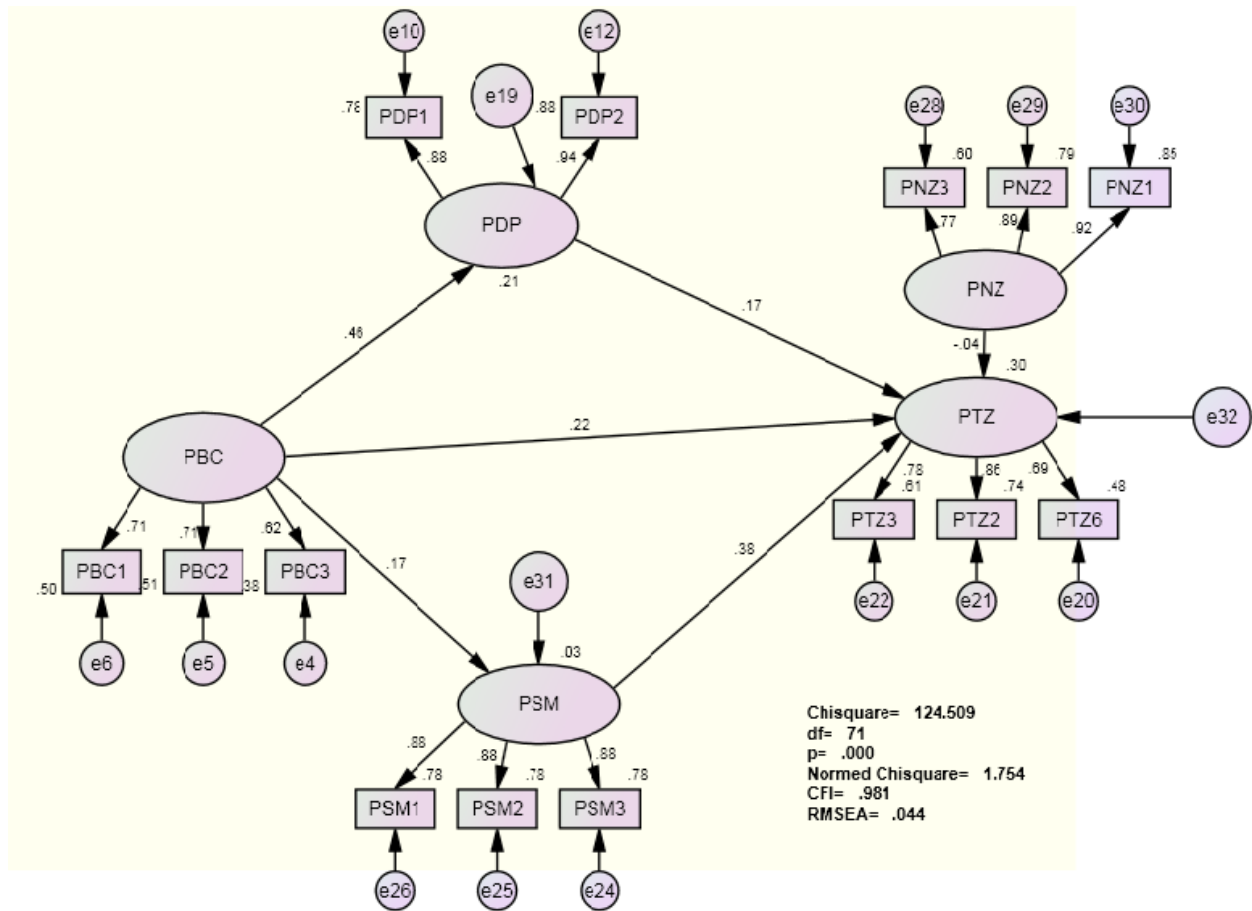 e10
e12
e19
.78
PDP1
.88
PDP2
.88
.94
PDP
.21
e28
e29
e30
.60
.79
.85
PNZ3
PNZ2
PNZ1
.77
.89
.92
PNZ
.46
.17
-.04
.30
PTZ
e32
.22
PBC
.71
.71
.62
PBC1
PBC2
PBC3
.50
.51
.38
e6
e5
e4
.78
.86
.69
.61
.74
.48
PTZ3
PTZ2
PTZ6
e22
e21
e20
.17
.38
e31
.03
PSM
.88
.88
.88
.78
.78
.78
PSM1
PSM2
PSM3
e26
e25
e24
Chisquare= 124.509
df= 71
p= .000
Normed Chisquare= 1.754
CFI= .981
RMSEA= .044